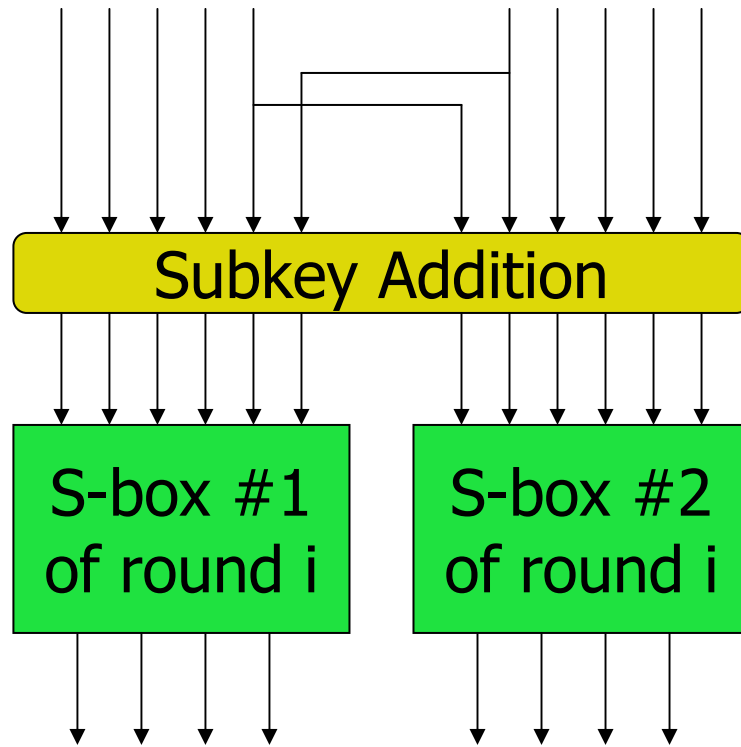 Subkey Addition
S-box #1
of round i
S-box #2
of round i